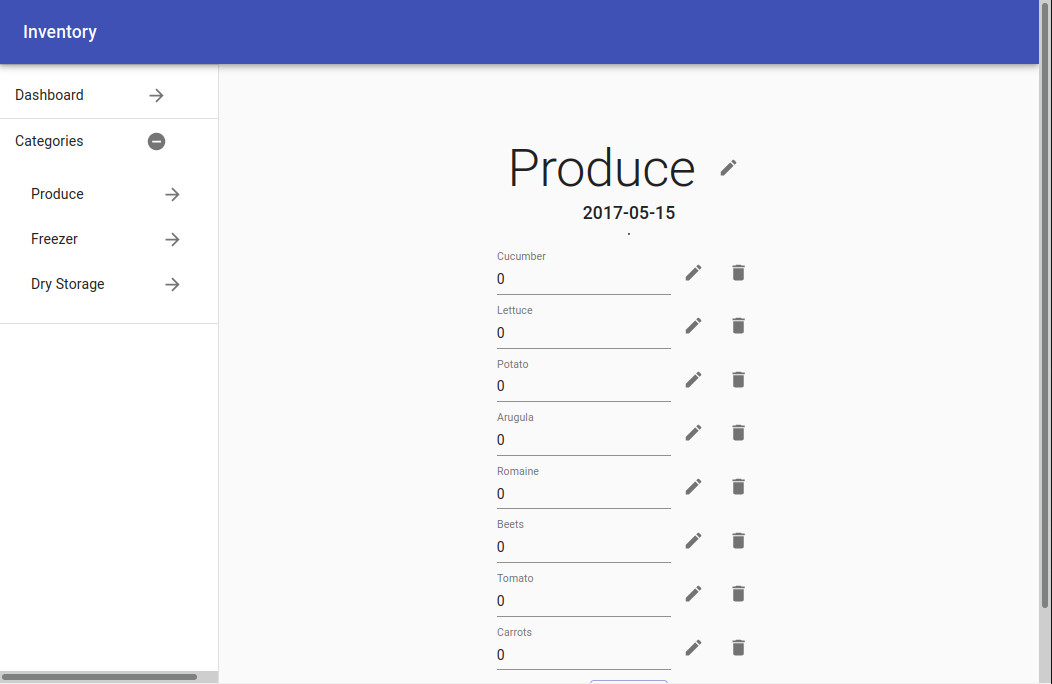 Inventory
Dashboard
Categories
Produce
Freezer
Dry Storage
Produce
2017-05-15
.
Cucumber
0
Lettuce
0
Potato
0
Arugula
0
Romaine
0
Beets
0
Tomato
0
Carrots
0